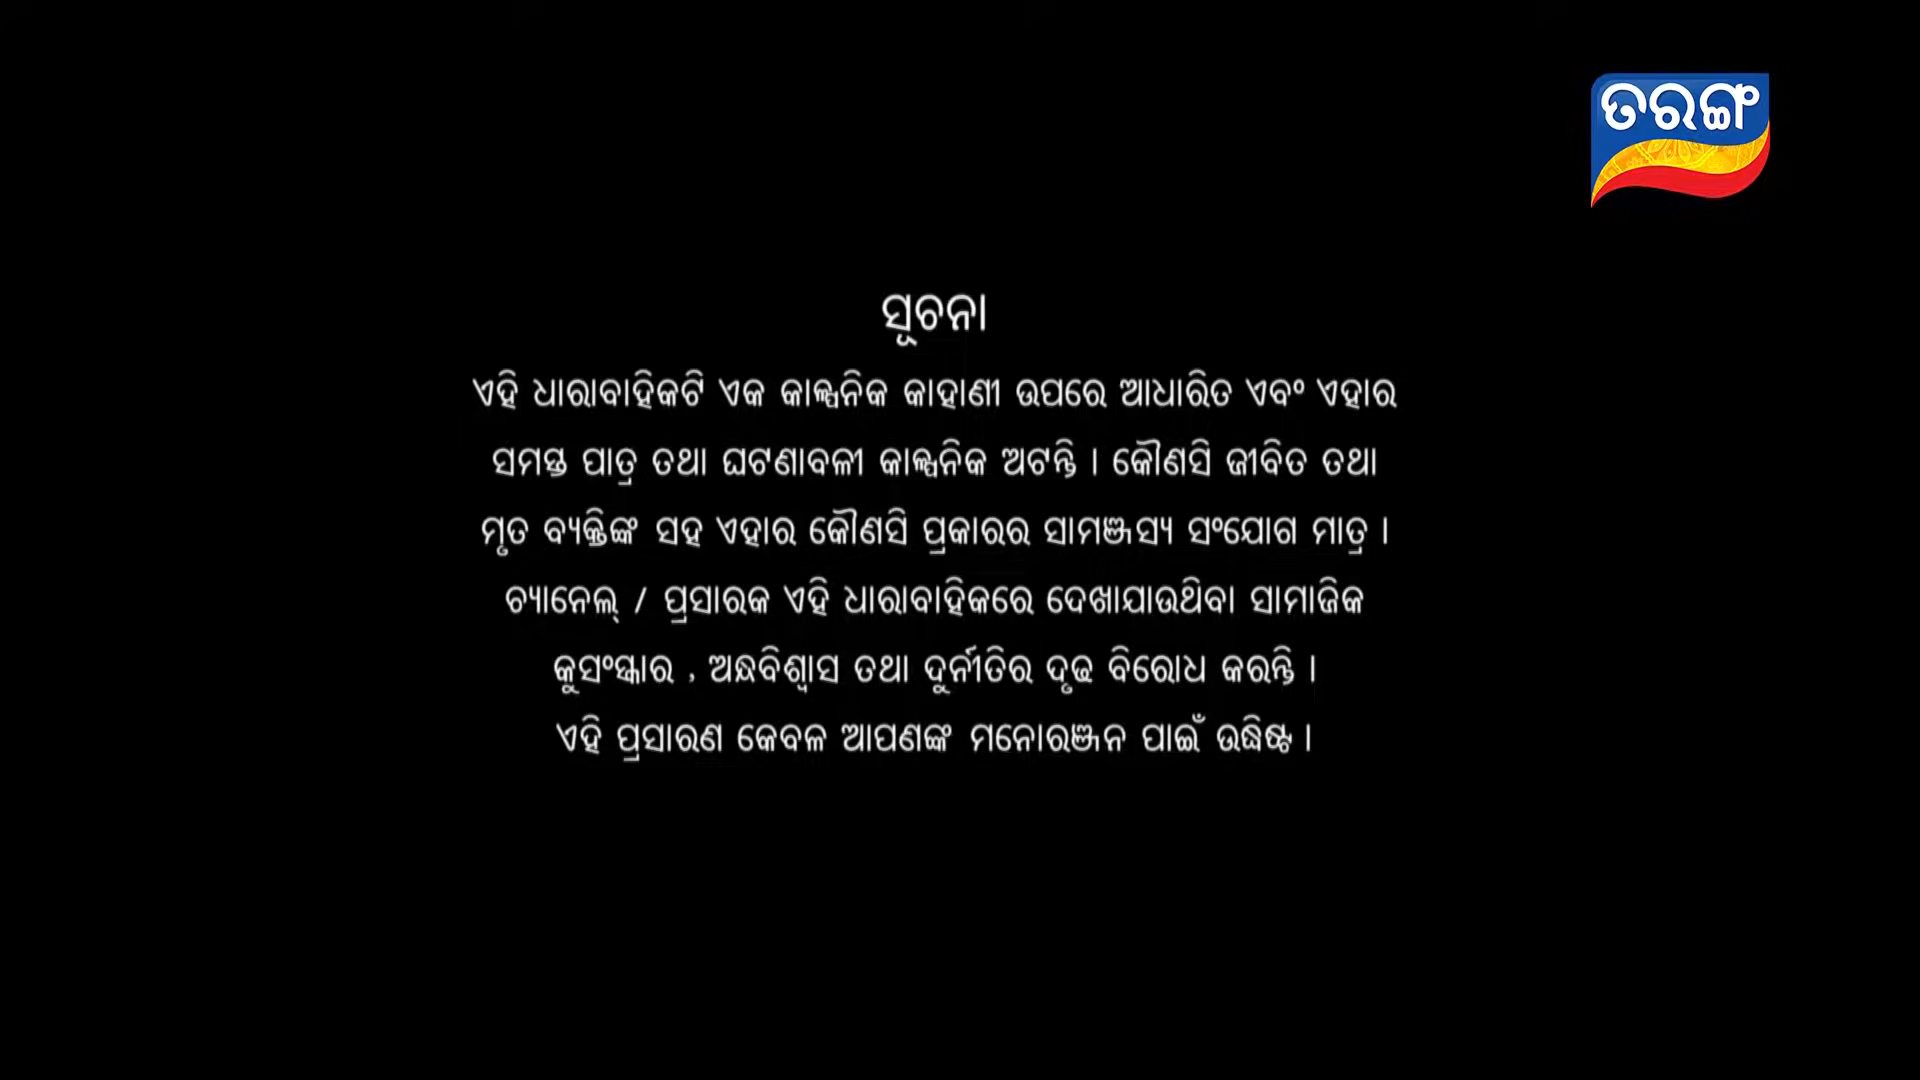 ତରଙ୍ଗ
ସୂଚନା
ଏହି ଧାରାବାହିକଟି ଏକ କାଳ୍ପନିକ କାହାଣୀ ଉପରେ ଆଧାରିତ ଏବଂ ଏହାର
ସମସ୍ତ ପାତ୍ର ତଥା ଘଟଣାବଳୀ କାଳ୍ପନିକ ଅଟନ୍ତି ।  କୌଣସି ଜୀବିତ ତଥା
ମୃତ ବ୍ୟକ୍ତିଙ୍କ ସହ ଏହାର କୌଣସି ପ୍ରକାରର ସାମଞ୍ଜସ୍ୟ ସଂଯୋଗ ମାତ୍ର ।
ଚ୍ୟାନେଲ୍ / ପ୍ରସାରକ ଏହି ଧାରାବାହିକରେ ଦେଖାଯାଉଥିବା ସାମାଜିକ
କୁସଂସ୍କାର , ଅନ୍ଧବିଶ୍ୱାସ ତଥା ଦୁର୍ନୀତିର ଦୃଢ ବିରୋଧ କରନ୍ତି ।
ଏହି ପ୍ରସାରଣ କେବଳ ଆପଣଙ୍କ ମନୋରଞ୍ଜନ ପାଇଁ ଉଦ୍ଧିଷ୍ଟ ।